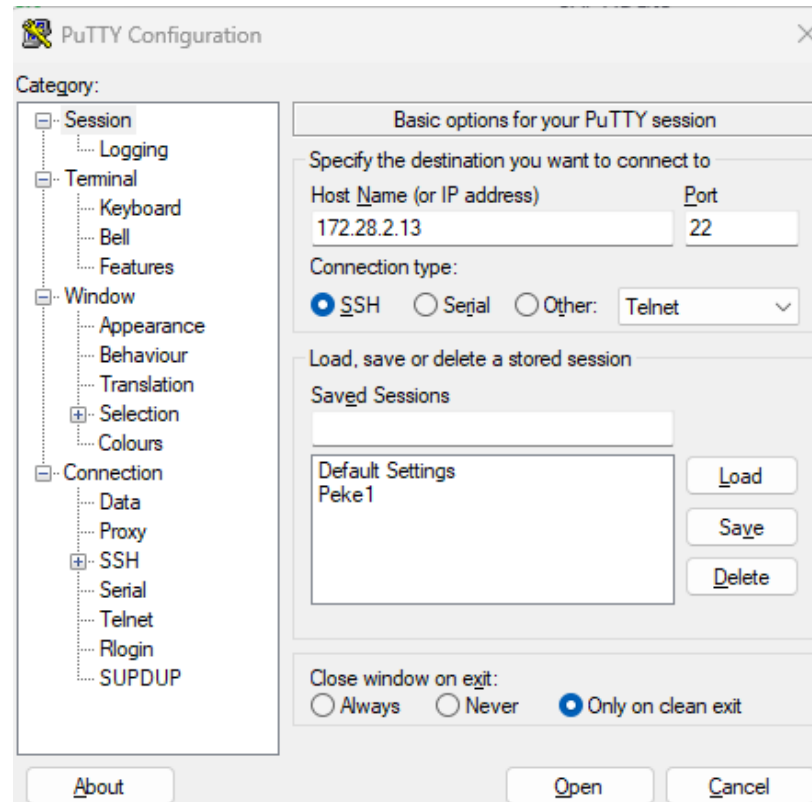 PuTTY Configuration
Category:
Session
Logging
Terminal
Keyboard
Bell
Features
Window
Appearance
Behaviour
Translation
Selection
Colours
Connection
Data
Proxy
SSH
Serial
Telnet
Rlogin
SUPDUP
About
Basic options for your PuTTY session
Specify the destination you want to connect to
Host Name (or IP address) Port
172.28.2.13 22
Connection type:
SSH Serial Other: Telnet
Load, save or delete a stored session
Saved Sessions
Default Settings
Peke1
Load
Save
Delete
Close window on exit:
Always Never Only on clean exit
Open Cancel